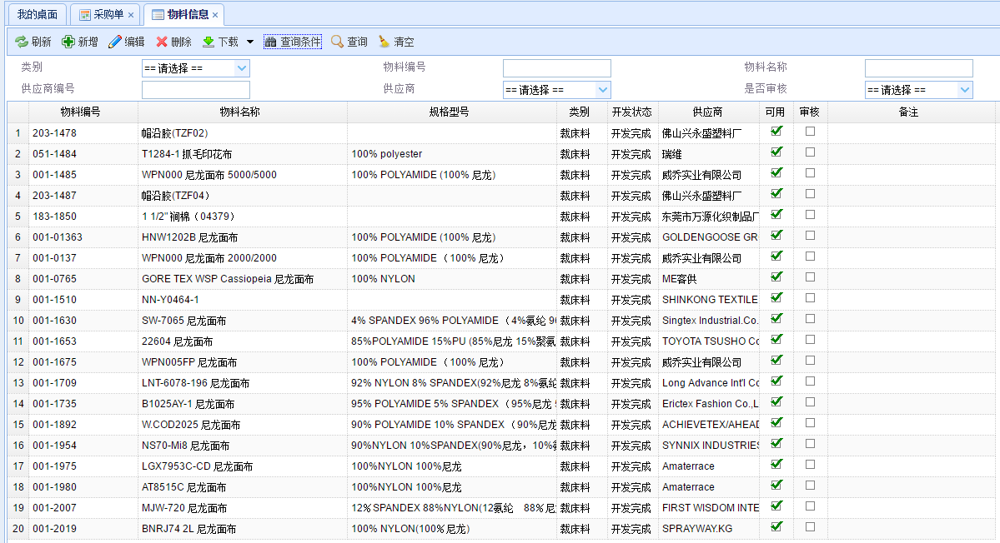 我的桌面 采购单 × 物料信息 ×
刷新 新增 编辑 删除 下载 查询条件 查询 清空
类别 == 请选择 == 物料编号 物料名称
供应商编号 供应商 == 请选择 == 是否审核 == 请选择 ==
物料编号 物料名称 规格型号 类别 开发状态 供应商 可用 审核 备注
1 203-1478 帽沿胶(TZF02) 裁床料 开发完成 佛山兴永盛塑料厂
2 051-1484 T1284-1 抓毛印花布 100% polyester 裁床料 开发完成 瑞维
3 001-1485 WPN000 尼龙面布 5000/5000 100% POLYAMIDE (100% 尼龙) 裁床料 开发完成 威乔实业有限公司
4 203-1487 帽沿胶(TZF04） 裁床料 开发完成 佛山兴永盛塑料厂
5 183-1850 1 1/2" 裥棉（04379） 裁床料 开发完成 东莞市万源化织制品厂
6 001-01363 HNW1202B 尼龙面布 100% POLYAMIDE (100% 尼龙) 裁床料 开发完成 GOLDENGOOSE GR
7 001-0137 WPN000 尼龙面布 2000/2000 100% POLYAMIDE （100% 尼龙） 裁床料 开发完成 威乔实业有限公司
8 001-0765 GORE TEX WSP Cassiopeia 尼龙面布 100% NYLON 裁床料 开发完成 ME客供
9 001-1510 NN-Y0464-1 裁床料 开发完成 SHINKONG TEXTILE
10 001-1630 SW-7065 尼龙面布 4% SPANDEX 96% POLYAMIDE （4%氨纶 96 裁床料 开发完成 Singtex Industrial.Co.
11 001-1653 22604 尼龙面布 85%POLYAMIDE 15%PU (85%尼龙 15%聚氨 裁床料 开发完成 TOYOTA TSUSHO Co
12 001-1675 WPN005FP 尼龙面布 100% POLYAMIDE （100% 尼龙） 裁床料 开发完成 威乔实业有限公司
13 001-1709 LNT-6078-196 尼龙面布 92% NYLON 8% SPANDEX(92%尼龙 8%氨纶 裁床料 开发完成 Long Advance Int'l Co
14 001-1735 B1025AY-1 尼龙面布 95% POLYAMIDE 5% SPANDEX （95%尼龙 裁床料 开发完成 Erictex Fashion Co.,L
15 001-1892 W.COD2025 尼龙面布 90% POLYAMIDE 10% SPANDEX （90%尼龙 裁床料 开发完成 ACHIEVETEX/AHEAD
16 001-1954 NS70-Mi8 尼龙面布 90%NYLON 10%SPANDEX(90%尼龙，10% 裁床料 开发完成 SYNNIX INDUSTRIES
17 001-1975 LGX7953C-CD 尼龙面布 100%NYLON 100%尼龙 裁床料 开发完成 Amaterrace
18 001-1980 AT8515C 尼龙面布 100%NYLON 100%尼龙 裁床料 开发完成 Amaterrace
19 001-2007 MJW-720 尼龙面布 12%SPANDEX 88%NYLON(12氨纶 88%尼 裁床料 开发完成 FIRST WISDOM INTE
20 001-2019 BNRJ74 2L 尼龙面布 100% NYLON(100%尼龙) 裁床料 开发完成 SPRAYWAY.KG